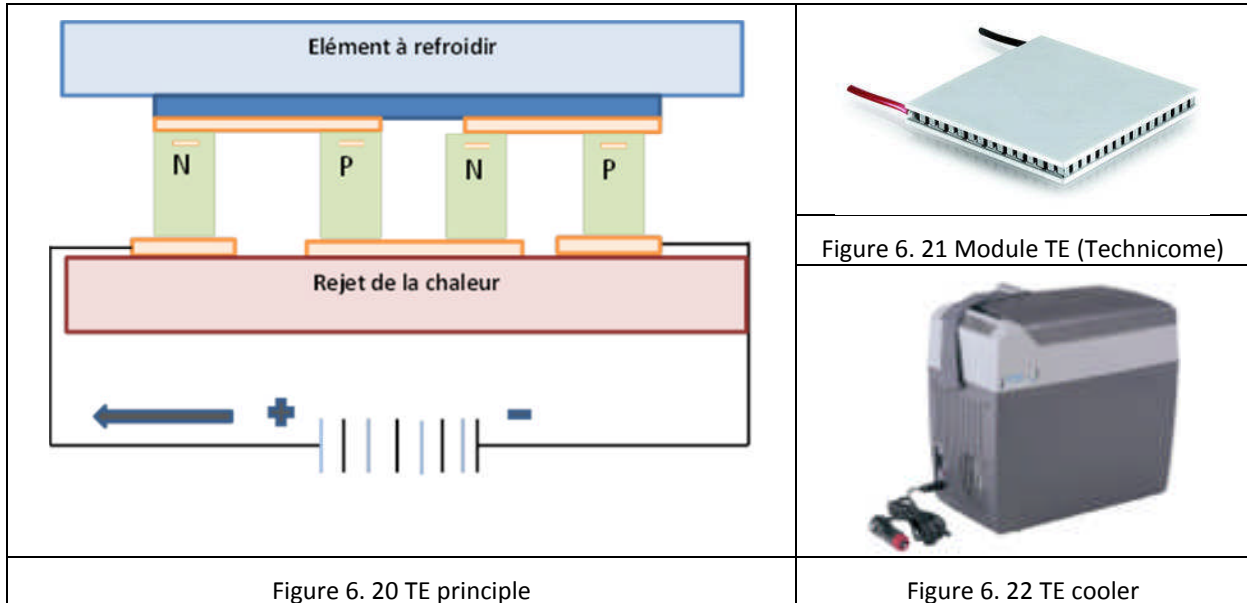 Elément à refroidir
N P N P
Rejet de la chaleur
+ -
Figure 6. 20 TE principle
Figure 6. 21 Module TE (Technicome)
Figure 6. 22 TE cooler